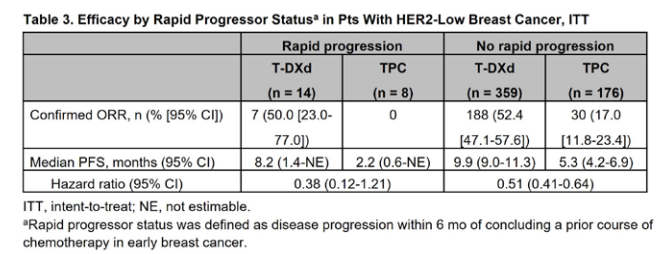 Table 3. Efficacy by Rapid Progressor Statusᵃ in Pts With HER2-Low Breast Cancer, ITT
Rapid progression No rapid progression
T-DXd TPC T-DXd TPC
(n = 14) (n = 8) (n = 359) (n = 176)
Confirmed ORR, n (% [95% CI]) 7 (50.0 [23.0- 0 188 (52.4 30 (17.0
77.0]) [47.1-57.6]) [11.8-23.4])
Median PFS, months (95% CI) 8.2 (1.4-NE) 2.2 (0.6-NE) 9.9 (9.0-11.3) 5.3 (4.2-6.9)
Hazard ratio (95% CI) 0.38 (0.12-1.21) 0.51 (0.41-0.64)
ITT, intent-to-treat; NE, not estimable.
ᵃRapid progressor status was defined as disease progression within 6 mo of concluding a prior course of
chemotherapy in early breast cancer.